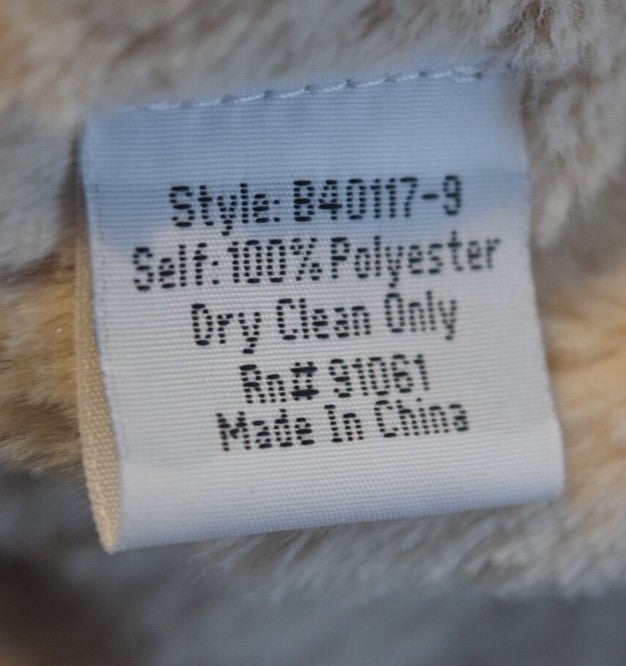 Style: B40117-9
Self: 100% Polyester
Dry Clean Only
Rn# 91061
Made In China